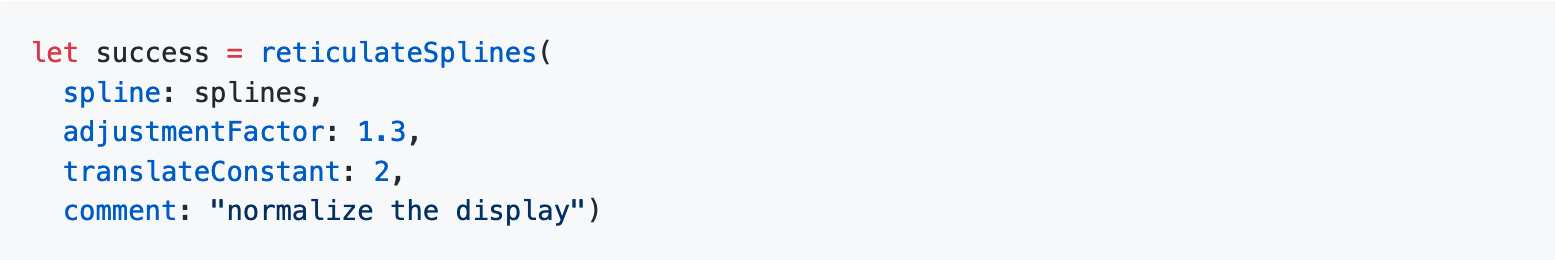 let success = reticulateSplines(
  spline: splines,
  adjustmentFactor: 1.3,
  translateConstant: 2,
  comment: "normalize the display")